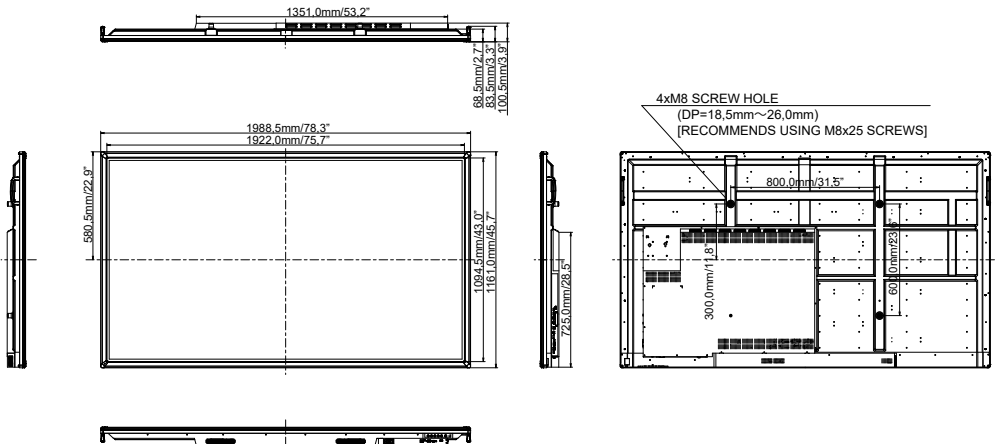 1351,0mm/53,2"
68,5mm/2,7"
83,5mm/3,3"
100,5mm/3,9"
4xM8 SCREW HOLE
(DP=18,5mm～26,0mm)
[RECOMMENDS USING M8x25 SCREWS]
1988,5mm/78,3"
1922,0mm/75,7"
580,5mm/22,9"
1094,5mm/43,0"
1161,0mm/45,7"
725,0mm/28,5"
800,0mm/31,5"
300,0mm/11,8"
600,0mm/23,6"